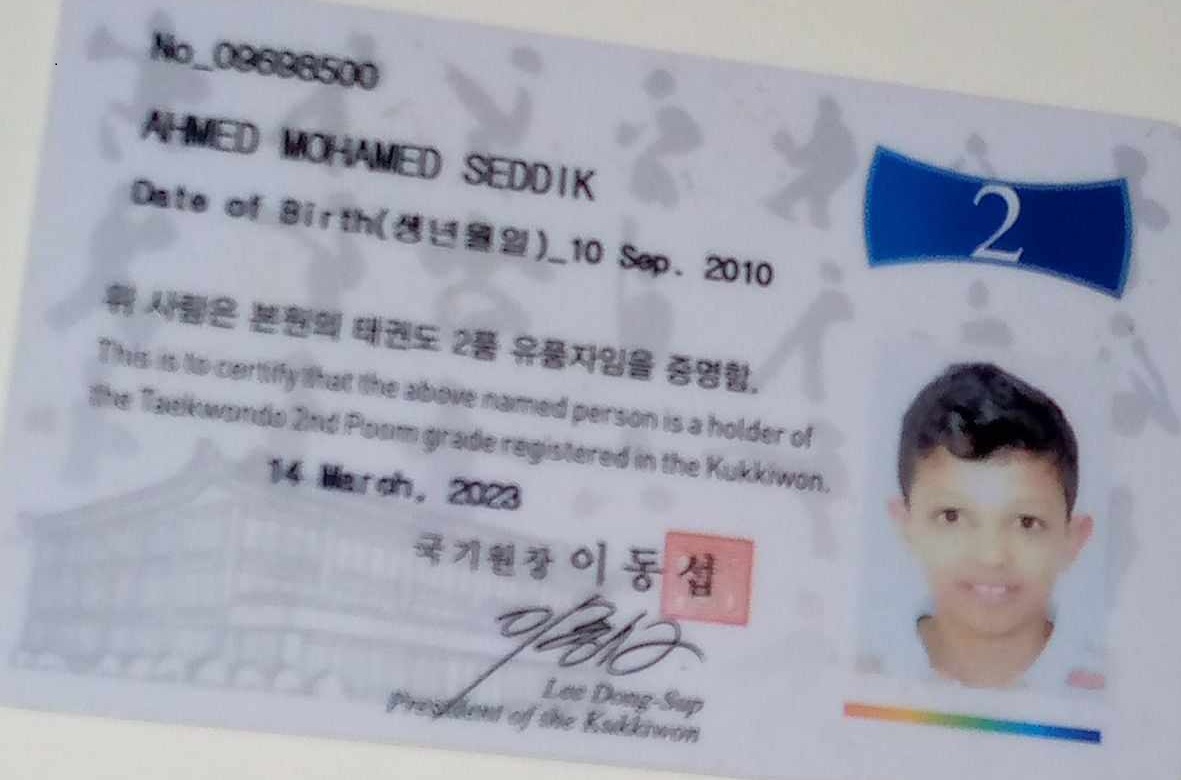 No_09698500
AHMED MOHAMED SEDDIK
Date of Birth(생년월일)_10 Sep. 2010
2
위 사람은 본원의 태권도 2품 유품자임을 증명함.
This is to certify that the above named person is a holder of
the Taekwondo 2nd Poom grade registered in the Kukkiwon.
14 March, 2023
국기원장 이동섭
Lee Dong-Sup
President of the Kukkiwon